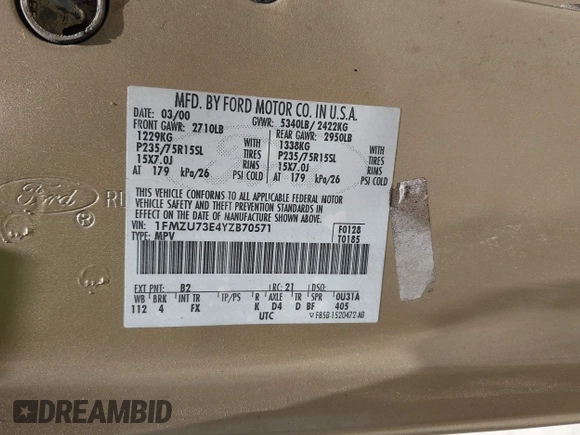 MFD. BY FORD MOTOR CO. IN U.S.A.
DATE: 03/00 GVWR: 5340LB/ 2422KG
FRONT GAWR: 2710LB REAR GAWR: 2950LB
1229KG WITH 1338KG WITH
P235/75R15SL TIRES P235/75R15SL TIRES
15X7.0J RIMS 15X7.0J RIMS
AT 179 kPa/26 PSI COLD AT 179 kPa/26 PSI COLD
THIS VEHICLE CONFORMS TO ALL APPLICABLE FEDERAL MOTOR
VEHICLE SAFETY AND THEFT PREVENTION STANDARDS IN
EFFECT ON THE DATE OF MANUFACTURE SHOWN ABOVE.
VIN: 1FMZU73E4YZB70571 F0128
TYPE: MPV T0185
EXT PNT: B2 RC: 21 DSO:
WB BRK INT TR TP/PS R AXLE TR SPR 0U31A
112 4 FX K D4 D BF 405
UTC F85B-1520472-AB
Ford ®
DREAMBID